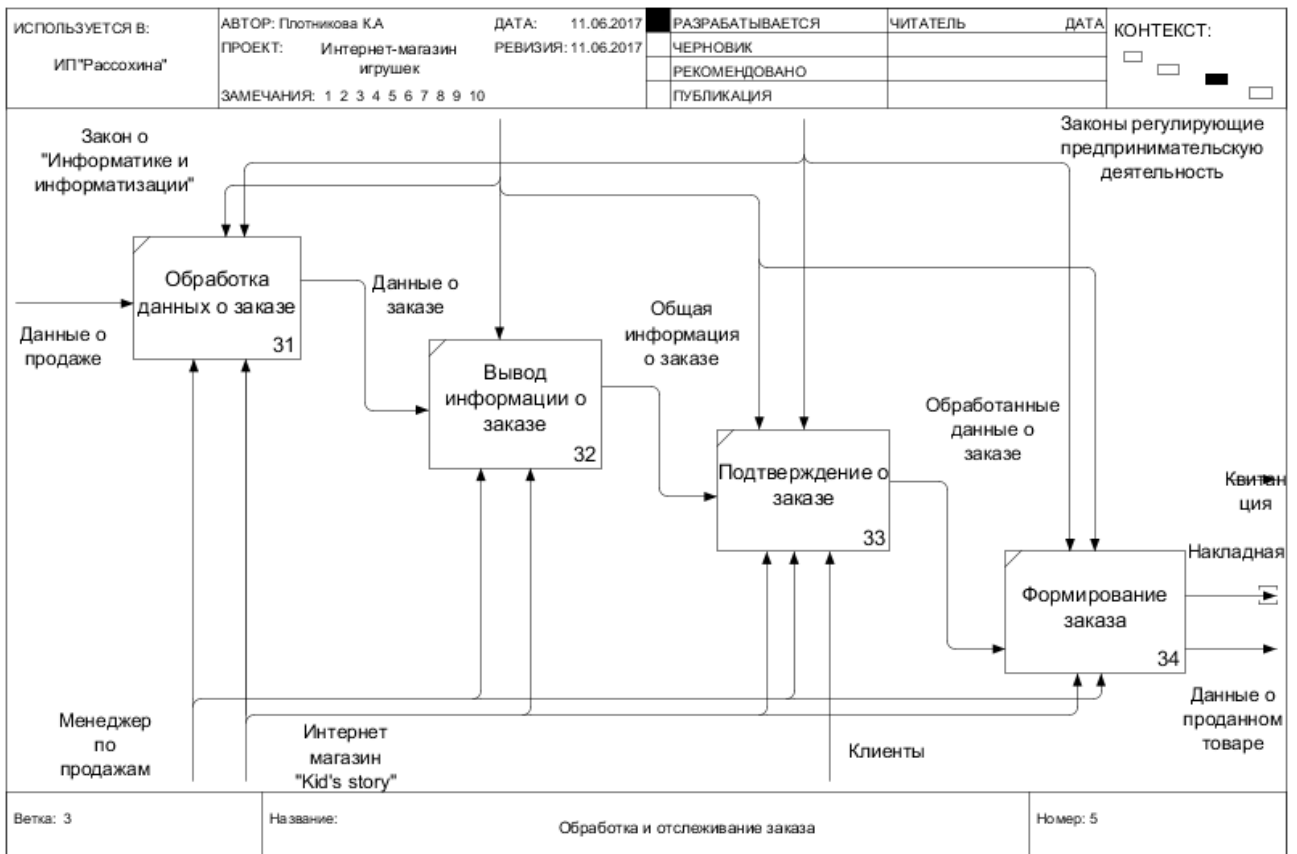 ИСПОЛЬЗУЕТСЯ В:
ИП"Рассохина"
АВТОР: Плотникова К.А
ДАТА: 11.06.2017
ПРОЕКТ: Интернет-магазин
игрушек
РЕВИЗИЯ: 11.06.2017
ЗАМЕЧАНИЯ: 1 2 3 4 5 6 7 8 9 10
РАЗРАБАТЫВАЕТСЯ
ЧЕРНОВИК
РЕКОМЕНДОВАНО
ПУБЛИКАЦИЯ
ЧИТАТЕЛЬ
ДАТА
КОНТЕКСТ:
Закон о
"Информатике и
информатизации"
Законы регулирующие
предпринимательскую
деятельность
Обработка
данных о заказе
31
Данные о
продаже
Данные о
заказе
Вывод
информации о
заказе
32
Общая
информация
о заказе
Подтверждение о
заказе
33
Обработанные
данные о
заказе
Формирование
заказа
34
Квитан
ция
Накладная
Данные о
проданном
товаре
Менеджер
по
продажам
Интернет
магазин
"Kid's story"
Клиенты
Ветка: 3
Название:
Обработка и отслеживание заказа
Номер: 5